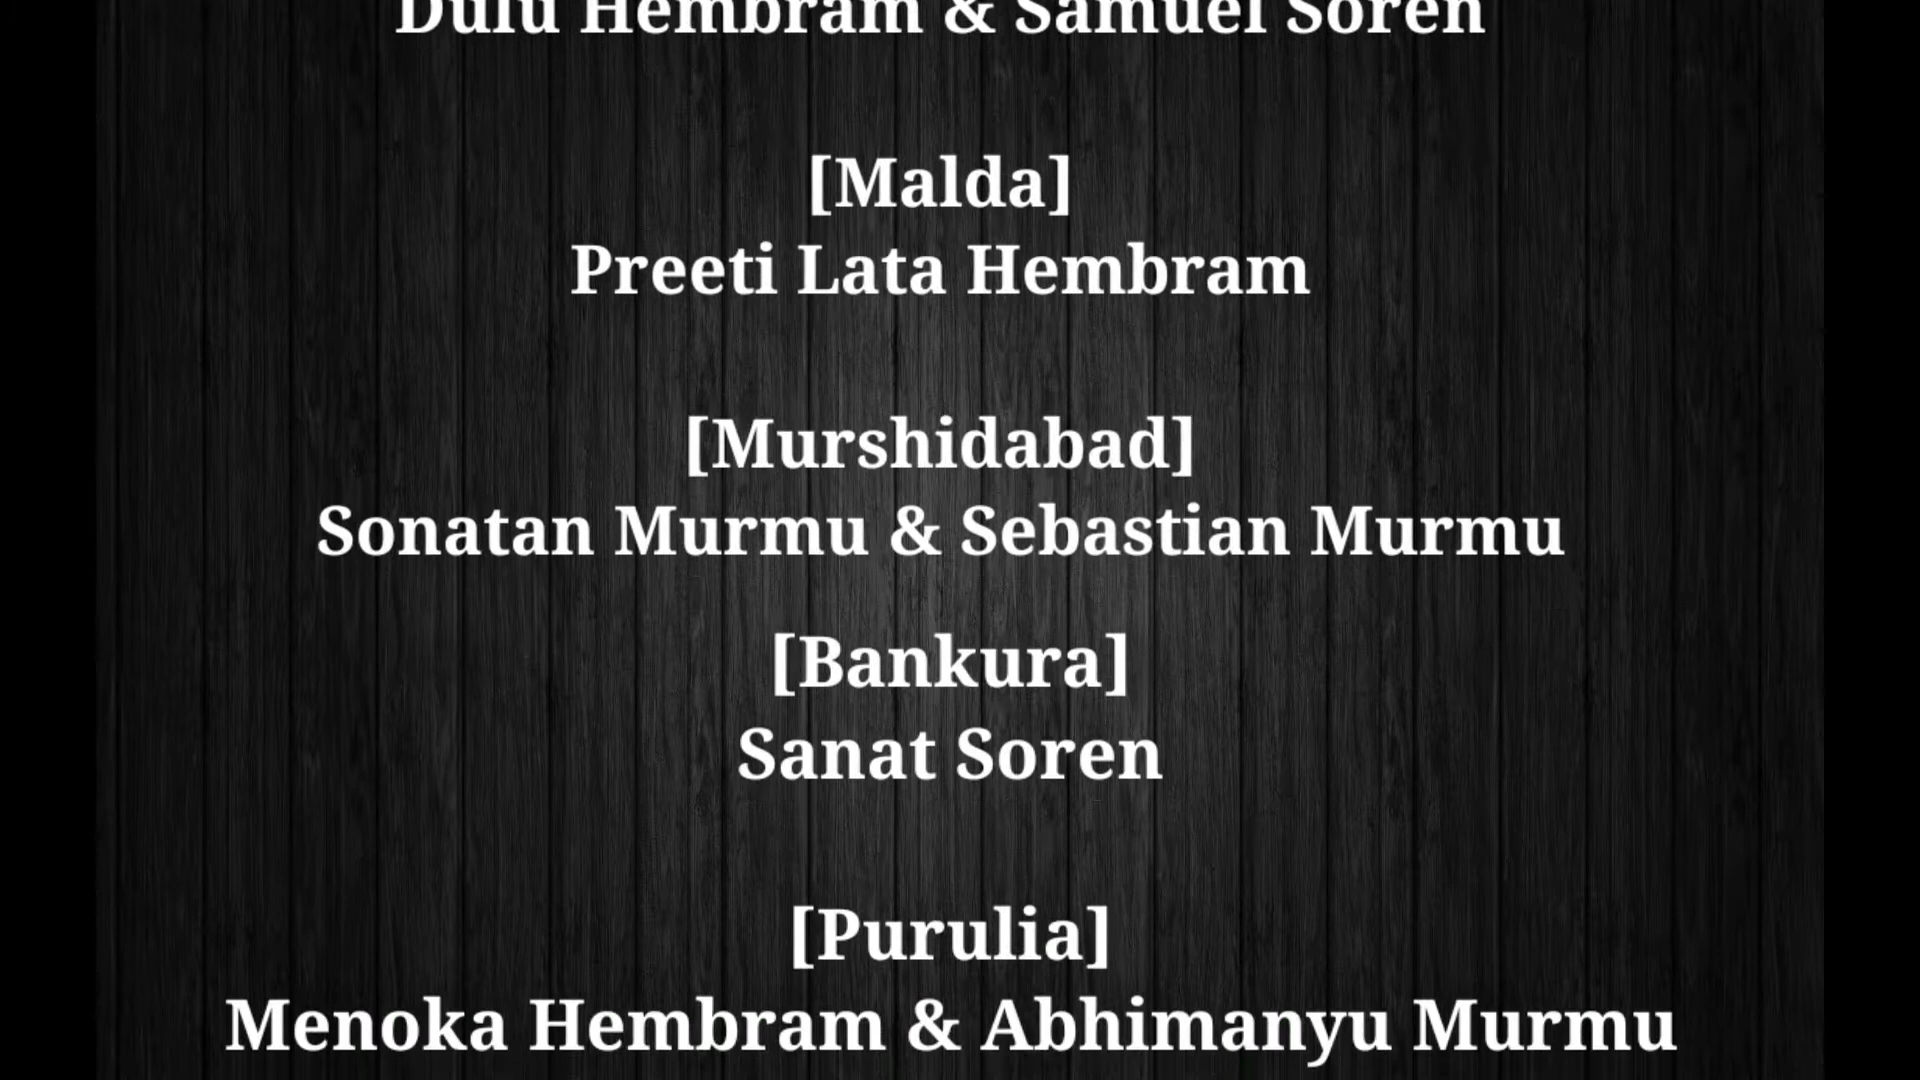 Dulu Hembram & Samuel Soren
[Malda]
Preeti Lata Hembram
[Murshidabad]
Sonatan Murmu & Sebastian Murmu
[Bankura]
Sanat Soren
[Purulia]
Menoka Hembram & Abhimanyu Murmu